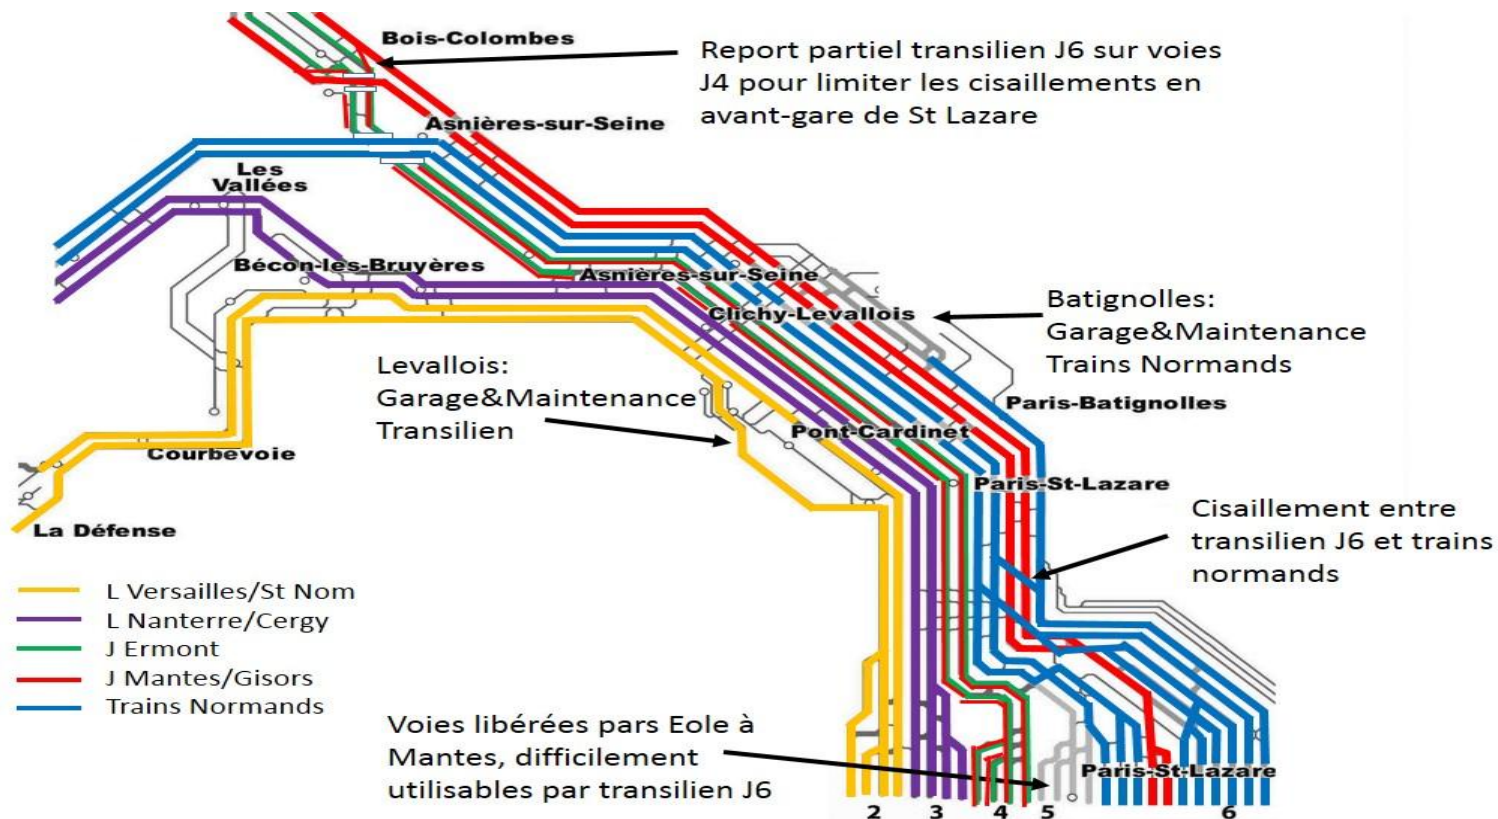 Bois-Colombes
Report partiel transilien J6 sur voies
J4 pour limiter les cisaillements en
avant-gare de St Lazare
Asnières-sur-Seine
Les
Vallées
Bécon-les-Bruyères
Asnières-sur-Seine
Clichy-Levallois
Batignolles:
Garage&Maintenance
Trains Normands
Levallois:
Garage&Maintenance
Transilien
Paris-Batignolles
Pont-Cardinet
Courbevoie
Paris-St-Lazare
La Défense
Cisaillement entre
transilien J6 et trains
normands
L Versailles/St Nom
L Nanterre/Cergy
J Ermont
J Mantes/Gisors
Trains Normands
Voies libérées pars Eole à
Mantes, difficilement
utilisables par transilien J6
Paris-St-Lazare
2 3 4 5 6